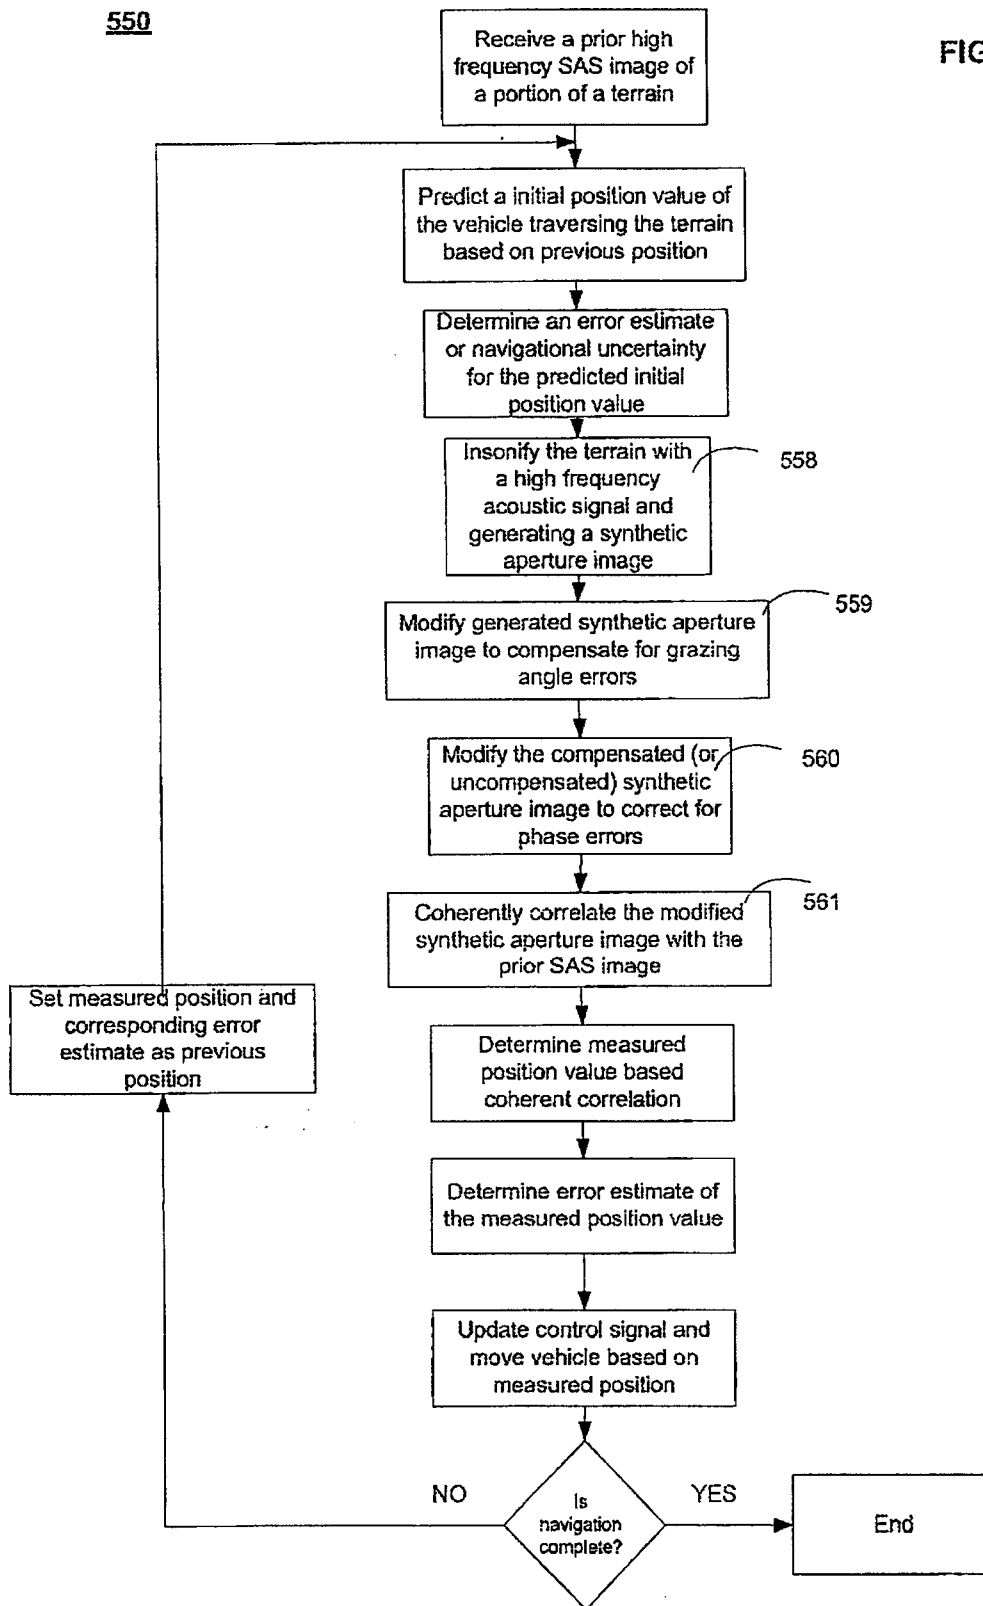 550
FIG
Receive a prior high
frequency SAS image of
a portion of a terrain
Predict a initial position value of
the vehicle traversing the terrain
based on previous position
Determine an error estimate
or navigational uncertainty
for the predicted initial
position value
Insonify the terrain with
a high frequency
acoustic signal and
generating a synthetic
aperture image
558
Modify generated synthetic aperture
image to compensate for grazing
angle errors
559
Modify the compensated (or
uncompensated) synthetic
aperture image to correct for
phase errors
560
Coherently correlate the modified
synthetic aperture image with the
prior SAS image
561
Set measured position and
corresponding error
estimate as previous
position
Determine measured
position value based
coherent correlation
Determine error estimate of
the measured position value
Update control signal and
move vehicle based on
measured position
NO
Is
navigation
complete?
YES
End